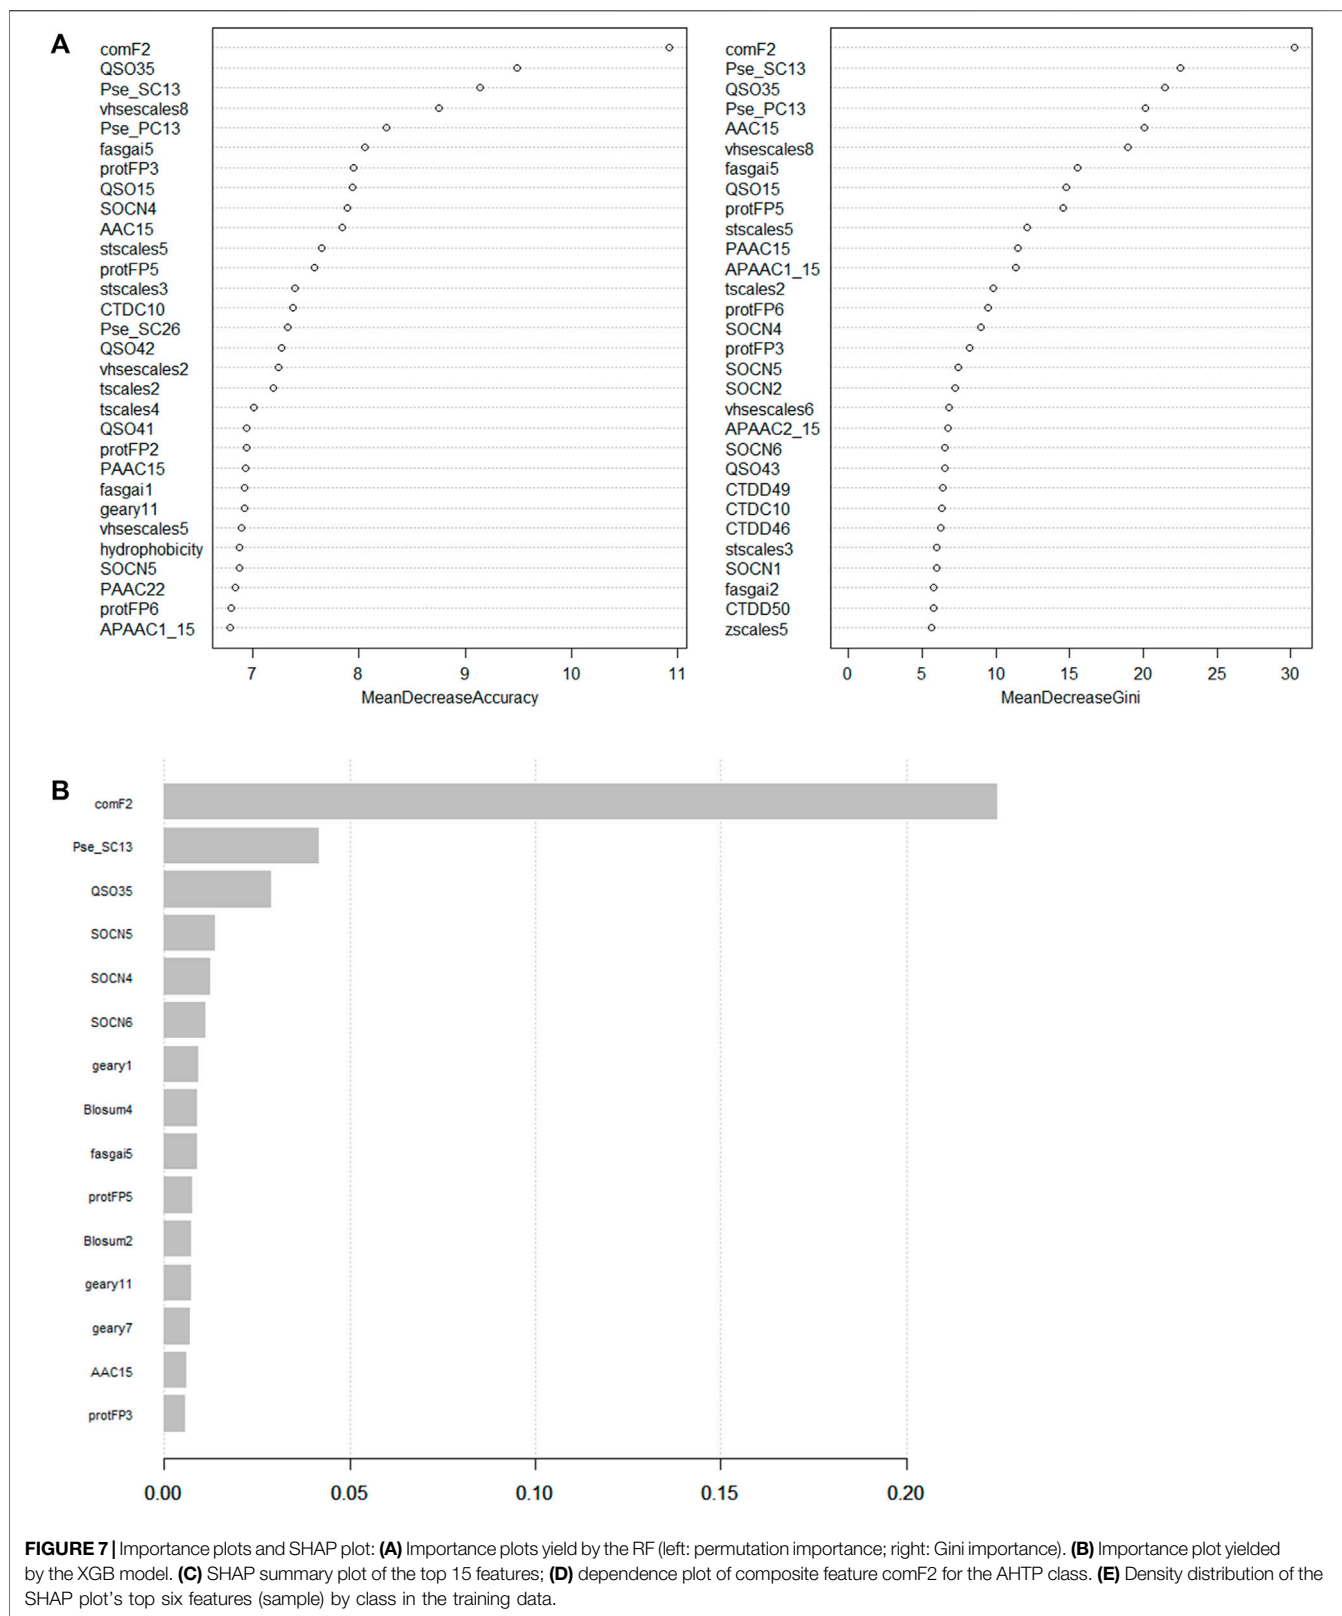 A
comF2
QSO35
Pse_SC13
vhsescales8
Pse_PC13
fasgai5
protFP3
QSO15
SOCN4
AAC15
stscales5
protFP5
stscales3
CTDC10
Pse_SC26
QSO42
vhsescales2
tscales2
tscales4
QSO41
protFP2
PAAC15
fasgai1
geary11
vhsescales5
hydrophobicity
SOCN5
PAAC22
protFP6
APAAC1_15
7 8 9 10 11
MeanDecreaseAccuracy
comF2
Pse_SC13
QSO35
Pse_PC13
AAC15
vhsescales8
fasgai5
QSO15
protFP5
stscales5
PAAC15
APAAC1_15
tscales2
protFP6
SOCN4
protFP3
SOCN5
SOCN2
vhsescales6
APAAC2_15
SOCN6
QSO43
CTDD49
CTDC10
CTDD46
stscales3
SOCN1
fasgai2
CTDD50
zscales5
0 5 10 15 20 25 30
MeanDecreaseGini
B
comF2
Pse_SC13
QSO35
SOCN5
SOCN4
SOCN6
geary1
Blosum4
fasgai5
protFP5
Blosum2
geary11
geary7
AAC15
protFP3
0.00 0.05 0.10 0.15 0.20
FIGURE 7 | Importance plots and SHAP plot: (A) Importance plots yield by the RF (left: permutation importance; right: Gini importance). (B) Importance plot yielded
by the XGB model. (C) SHAP summary plot of the top 15 features; (D) dependence plot of composite feature comF2 for the AHTP class. (E) Density distribution of the
SHAP plot's top six features (sample) by class in the training data.